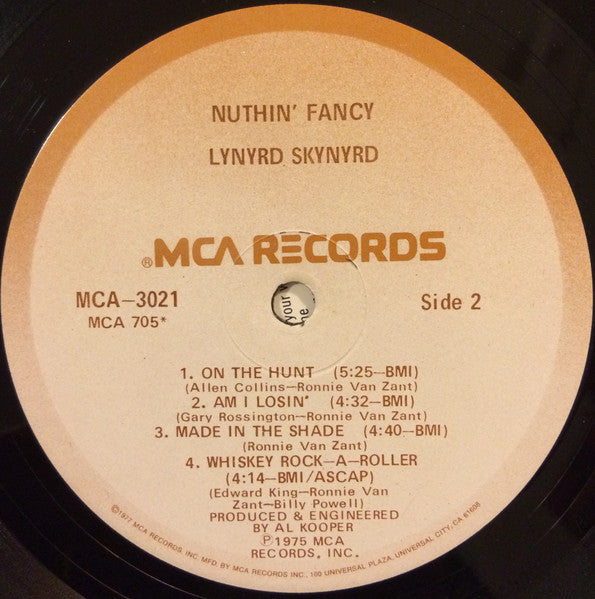 NUTHIN' FANCY
LYNYRD SKYNYRD
®MCA RECORDS
MCA—3021
MCA 705*
Side 2
your
he
1. ON THE HUNT (5:25—BMI)
(Allen Collins—Ronnie Van Zant)
2. AM I LOSIN' (4:32—BMI)
(Gary Rossington—Ronnie Van Zant)
3. MADE IN THE SHADE (4:40—BMI)
(Ronnie Van Zant)
4. WHISKEY ROCK—A—ROLLER
(4:14—BMI/ASCAP)
(Edward King—Ronnie Van
Zant—Billy Powell)
PRODUCED & ENGINEERED
BY AL KOOPER
℗1975 MCA
RECORDS, INC.
©1977 MCA RECORDS, INC. MFD. BY MCA RECORDS INC., 100 UNIVERSAL PLAZA, UNIVERSAL CITY, CA 91608